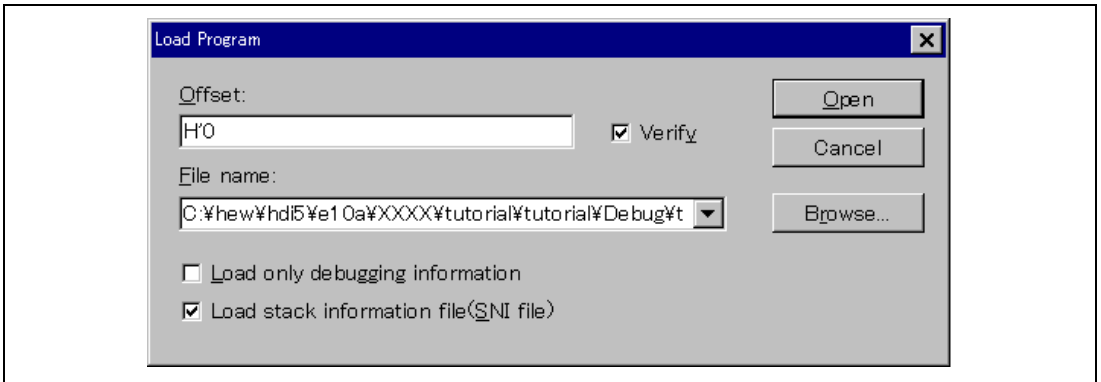 Load Program
Offset:
H'0
Verify
Open
Cancel
File name:
C:¥hew¥hdi5¥e10a¥XXXX¥tutorial¥tutorial¥Debug¥t
Browse...
Load only debugging information
Load stack information file(SNI file)